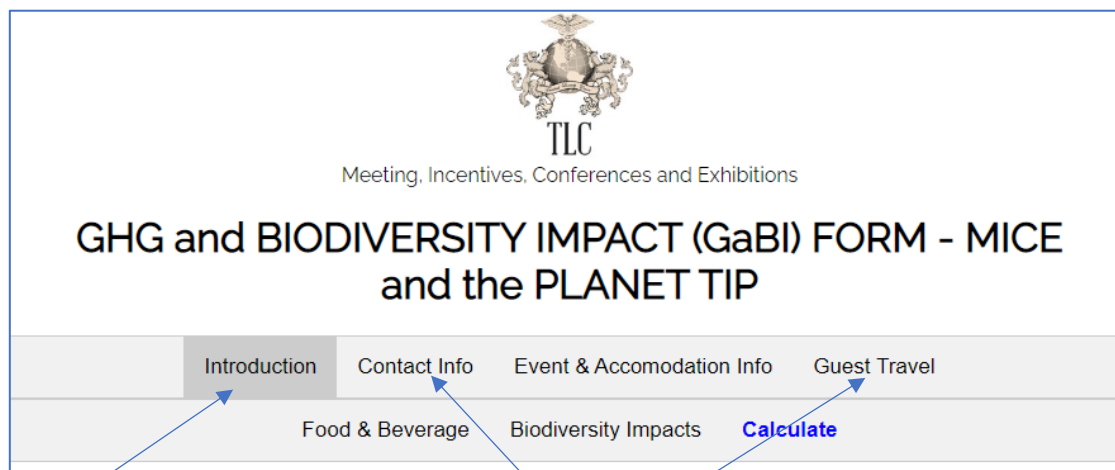 TLC
Meeting, Incentives, Conferences and Exhibitions
GHG and BIODIVERSITY IMPACT (GaBI) FORM - MICE
and the PLANET TIP
Introduction Contact Info Event & Accomodation Info Guest Travel
Food & Beverage Biodiversity Impacts Calculate